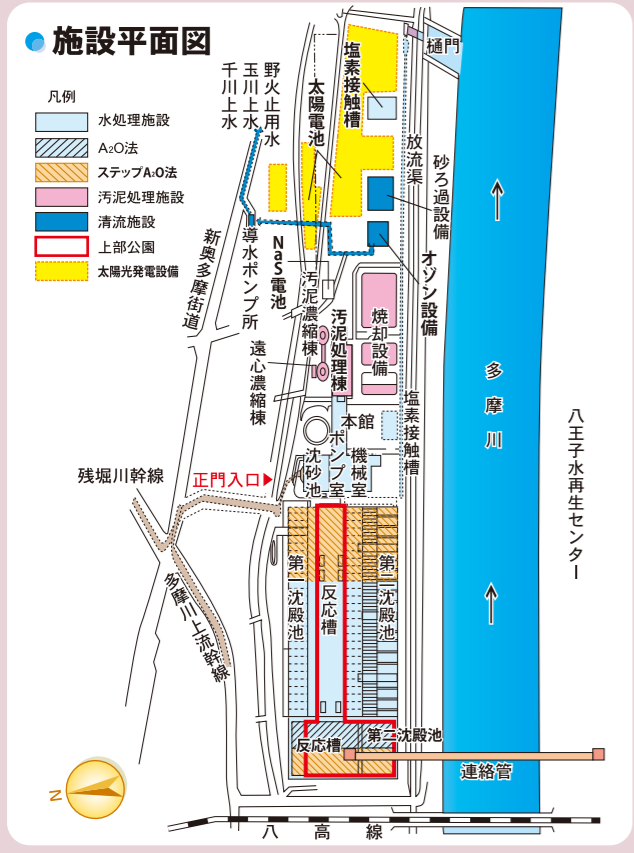 施設平面図
凡例
水処理施設
A2O法
ステップA2O法
汚泥処理施設
清流施設
上部公園
太陽光発電設備
野火止用水
玉川上水
千川上水
塩素接触槽
太陽電池
樋門
放流渠
砂ろ過設備
オゾン設備
新奥多摩街道
導水ポンプ所
NaS電池
汚泥濃縮棟
汚泥処理棟
焼却設備
遠心濃縮棟
塩素接触槽
本館
ポンプ室
沈砂池
機械室
多摩川
八王子水再生センター
残堀川幹線
正門入口
多摩川上流幹線
第一沈殿池
反応槽
第二沈殿池
反応槽
第二沈殿池
連絡管
八高線
N